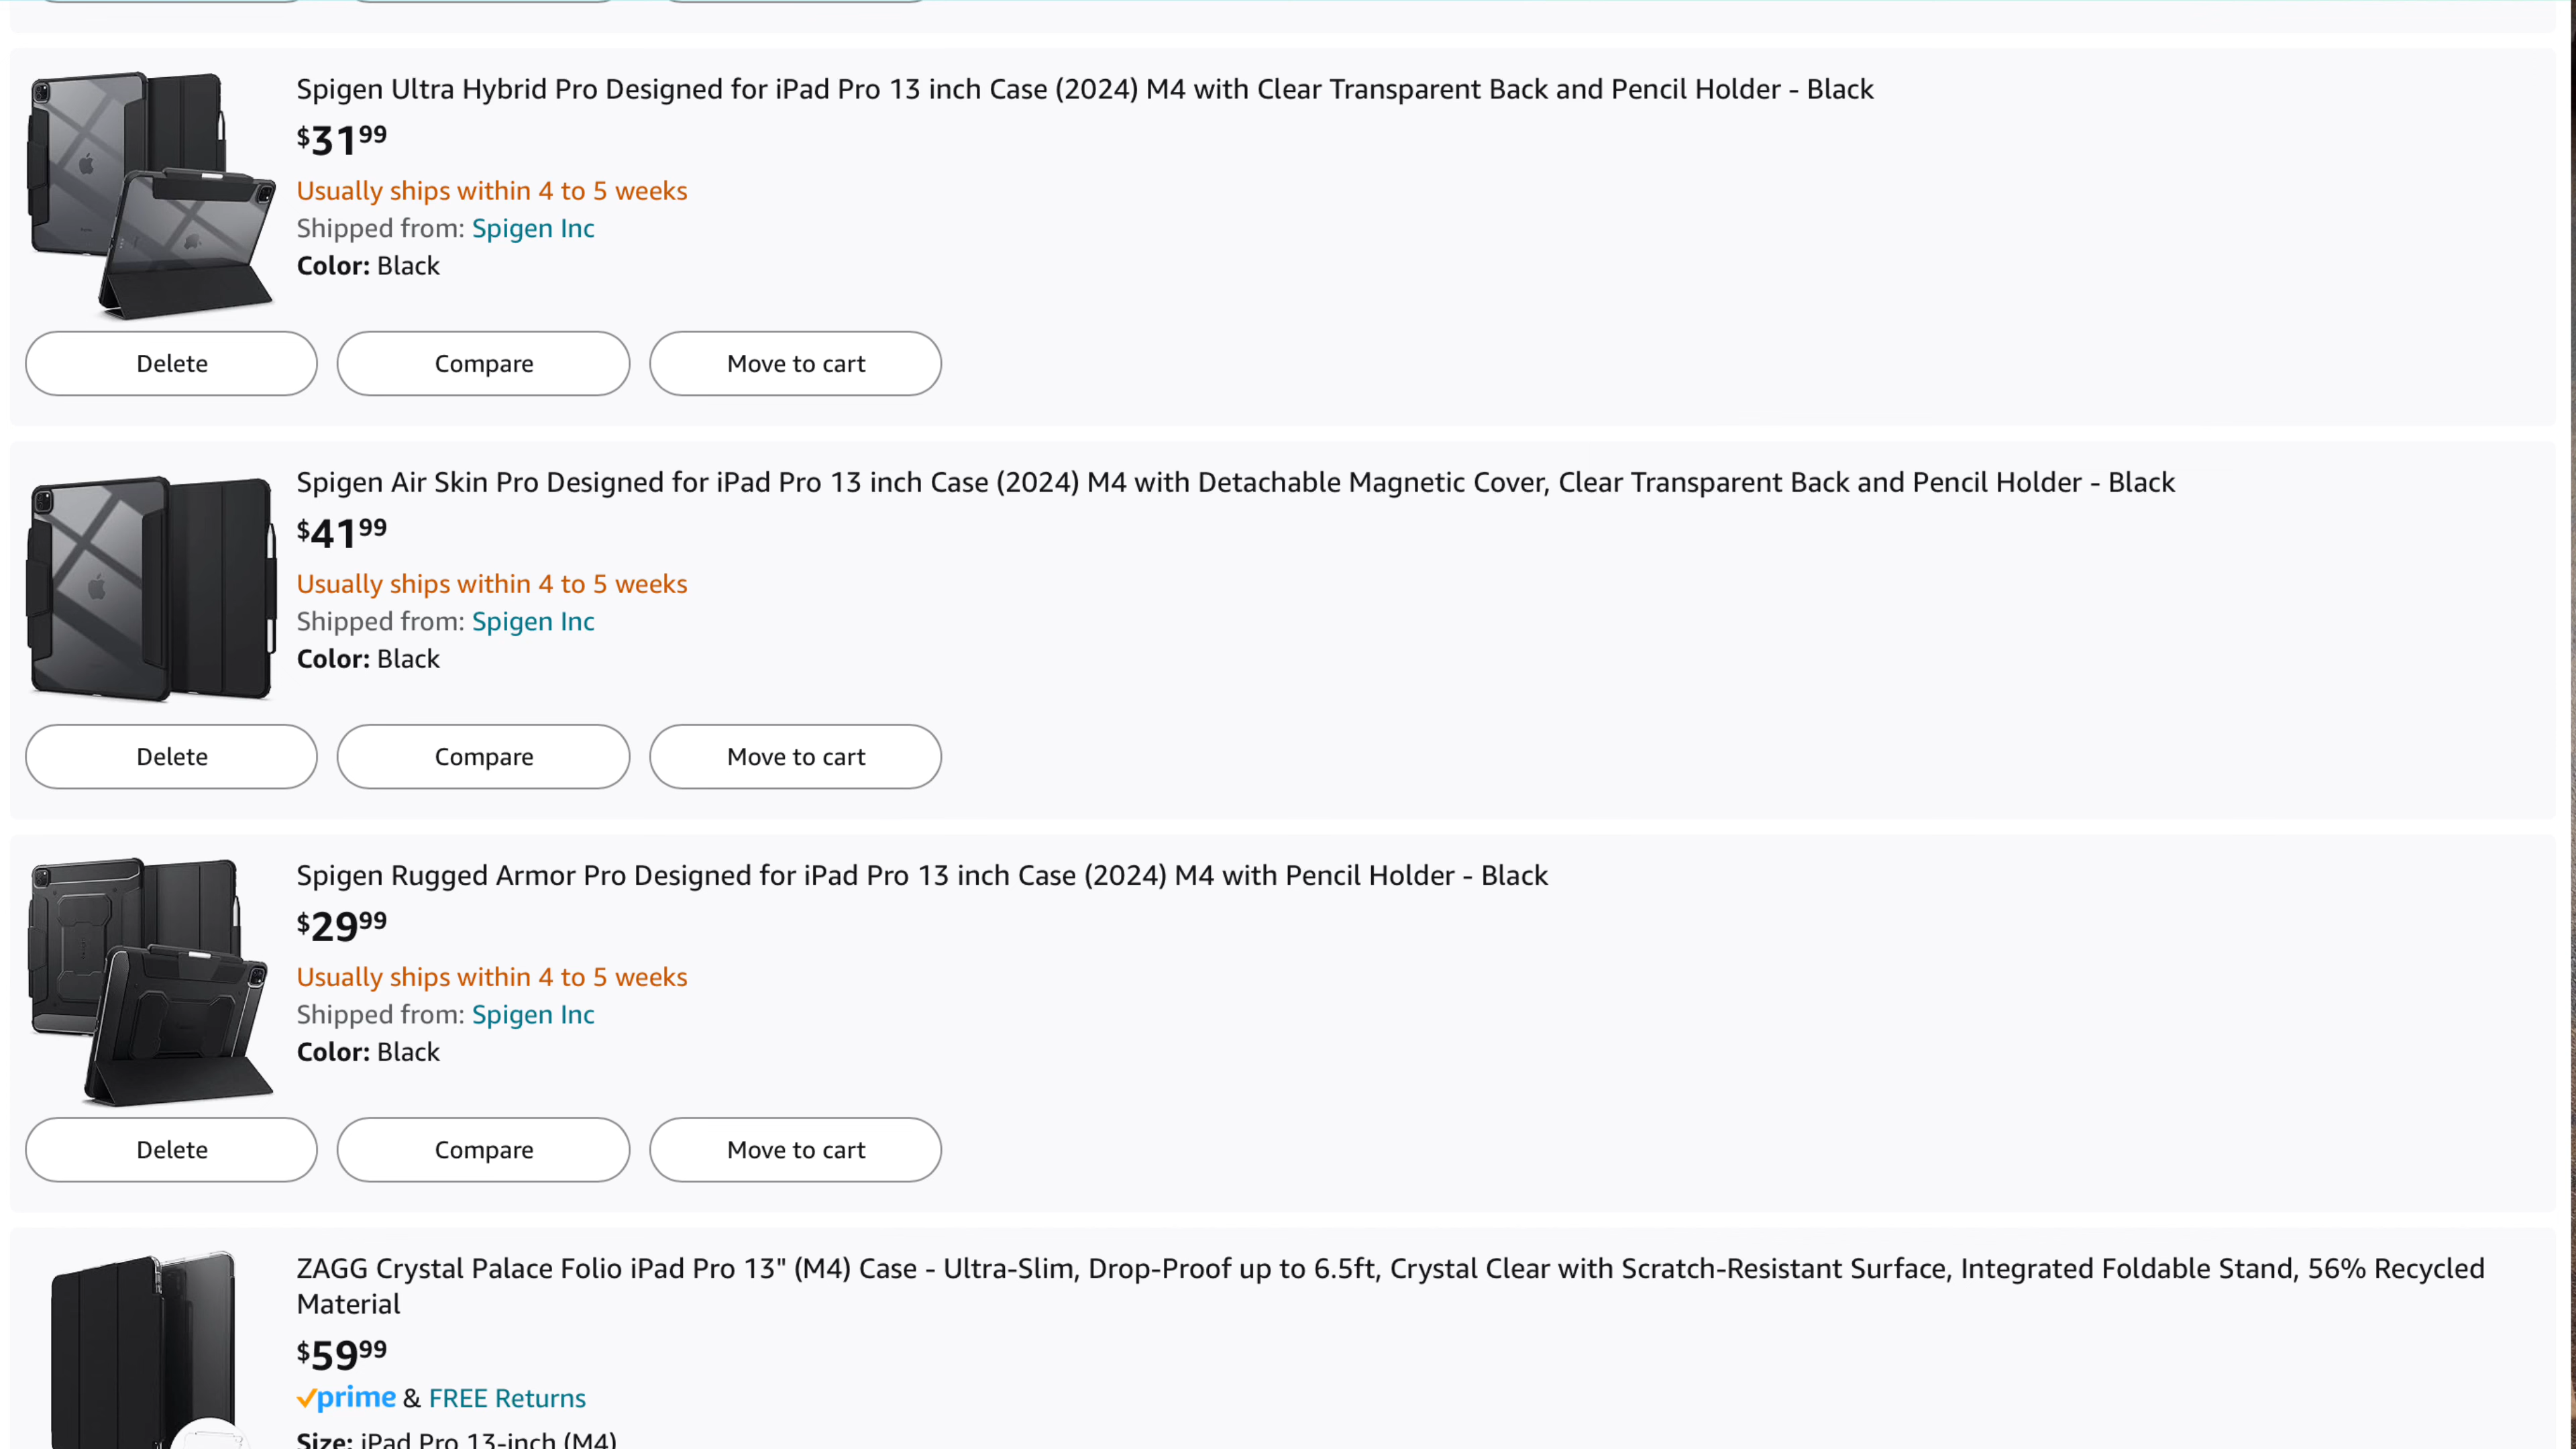 Spigen Ultra Hybrid Pro Designed for iPad Pro 13 inch Case (2024) M4 with Clear Transparent Back and Pencil Holder - Black
$31.99
Usually ships within 4 to 5 weeks
Shipped from: Spigen Inc
Color: Black
Delete Compare Move to cart
Spigen Air Skin Pro Designed for iPad Pro 13 inch Case (2024) M4 with Detachable Magnetic Cover, Clear Transparent Back and Pencil Holder - Black
$41.99
Usually ships within 4 to 5 weeks
Shipped from: Spigen Inc
Color: Black
Delete Compare Move to cart
Spigen Rugged Armor Pro Designed for iPad Pro 13 inch Case (2024) M4 with Pencil Holder - Black
$29.99
Usually ships within 4 to 5 weeks
Shipped from: Spigen Inc
Color: Black
Delete Compare Move to cart
ZAGG Crystal Palace Folio iPad Pro 13" (M4) Case - Ultra-Slim, Drop-Proof up to 6.5ft, Crystal Clear with Scratch-Resistant Surface, Integrated Foldable Stand, 56% Recycled
Material
$59.99
prime & FREE Returns
Size: iPad Pro 13-inch (M4)